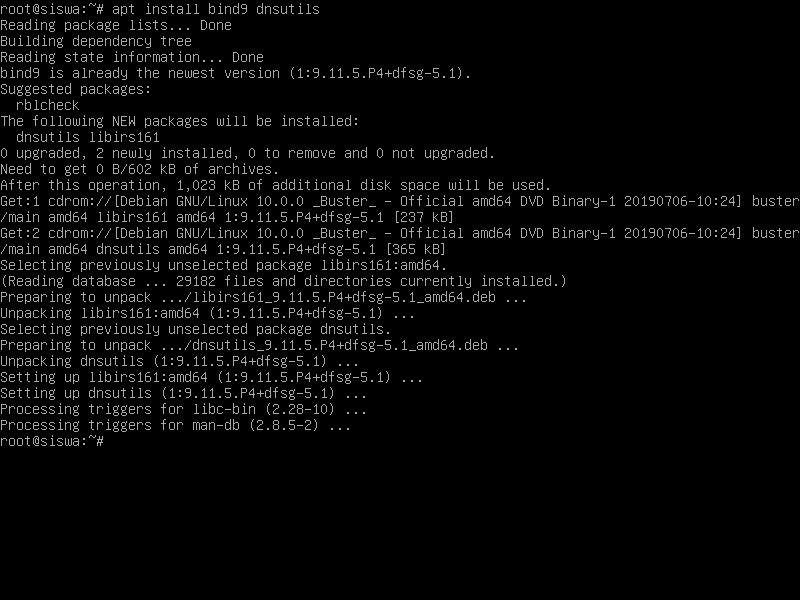 root@siswa:~# apt install bind9 dnsutils
Reading package lists... Done
Building dependency tree
Reading state information... Done
bind9 is already the newest version (1:9.11.5.P4+dfsg-5.1).
Suggested packages:
  rblcheck
The following NEW packages will be installed:
  dnsutils libirs161
0 upgraded, 2 newly installed, 0 to remove and 0 not upgraded.
Need to get 0 B/602 kB of archives.
After this operation, 1,023 kB of additional disk space will be used.
Get:1 cdrom://[Debian GNU/Linux 10.0.0 _Buster_ - Official amd64 DVD Binary-1 20190706-10:24] buster
/main amd64 libirs161 amd64 1:9.11.5.P4+dfsg-5.1 [237 kB]
Get:2 cdrom://[Debian GNU/Linux 10.0.0 _Buster_ - Official amd64 DVD Binary-1 20190706-10:24] buster
/main amd64 dnsutils amd64 1:9.11.5.P4+dfsg-5.1 [365 kB]
Selecting previously unselected package libirs161:amd64.
(Reading database ... 29182 files and directories currently installed.)
Preparing to unpack .../libirs161_9.11.5.P4+dfsg-5.1_amd64.deb ...
Unpacking libirs161:amd64 (1:9.11.5.P4+dfsg-5.1) ...
Selecting previously unselected package dnsutils.
Preparing to unpack .../dnsutils_9.11.5.P4+dfsg-5.1_amd64.deb ...
Unpacking dnsutils (1:9.11.5.P4+dfsg-5.1) ...
Setting up libirs161:amd64 (1:9.11.5.P4+dfsg-5.1) ...
Setting up dnsutils (1:9.11.5.P4+dfsg-5.1) ...
Processing triggers for libc-bin (2.28-10) ...
Processing triggers for man-db (2.8.5-2) ...
root@siswa:~#